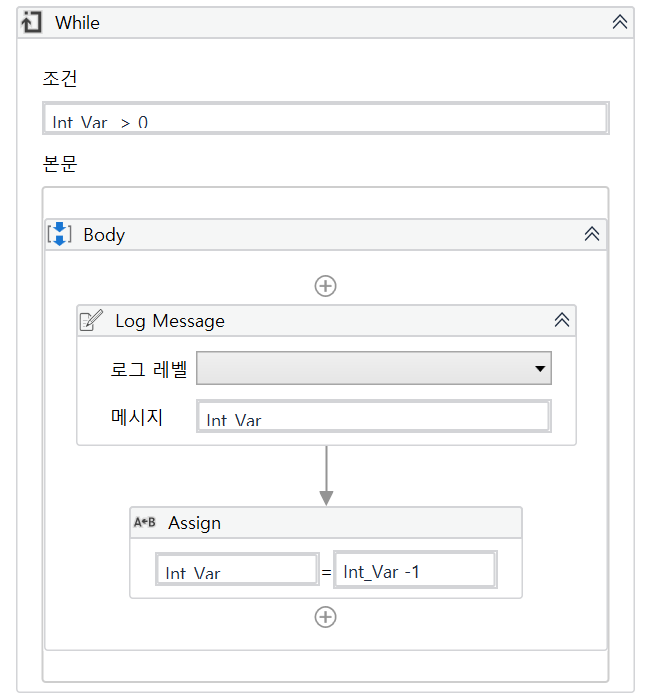 While
조건
Int_Var > 0
본문
Body
Log Message
로그 레벨
메시지
Int_Var
A←B Assign
Int_Var = Int_Var -1